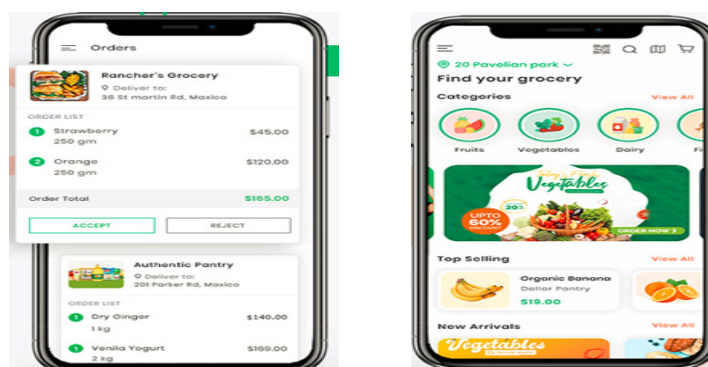 Orders
Rancher's Grocery
Deliver to:
36 St martin Rd, Maxico
ORDER LIST
1 Strawberry $45.00
250 gm
2 Orange $120.00
250 gm
Order Total $165.00
ACCEPT REJECT
Authentic Pantry
Deliver to:
201 Parker Rd, Maxico
ORDER LIST
1 Dry Ginger $140.00
1 kg
1 Venila Yogurt $169.00
2 kg
20 Pavelian park
Find your grocery
Categories View All
Fruits Vegetables Dairy Fi
Vegetables
20%
UPTO
60%
DISCOUNT
ORDER NOW
Top Selling View All
Organic Banana
Dollar Pantry
$19.00
New Arrivals View All
Vegetables